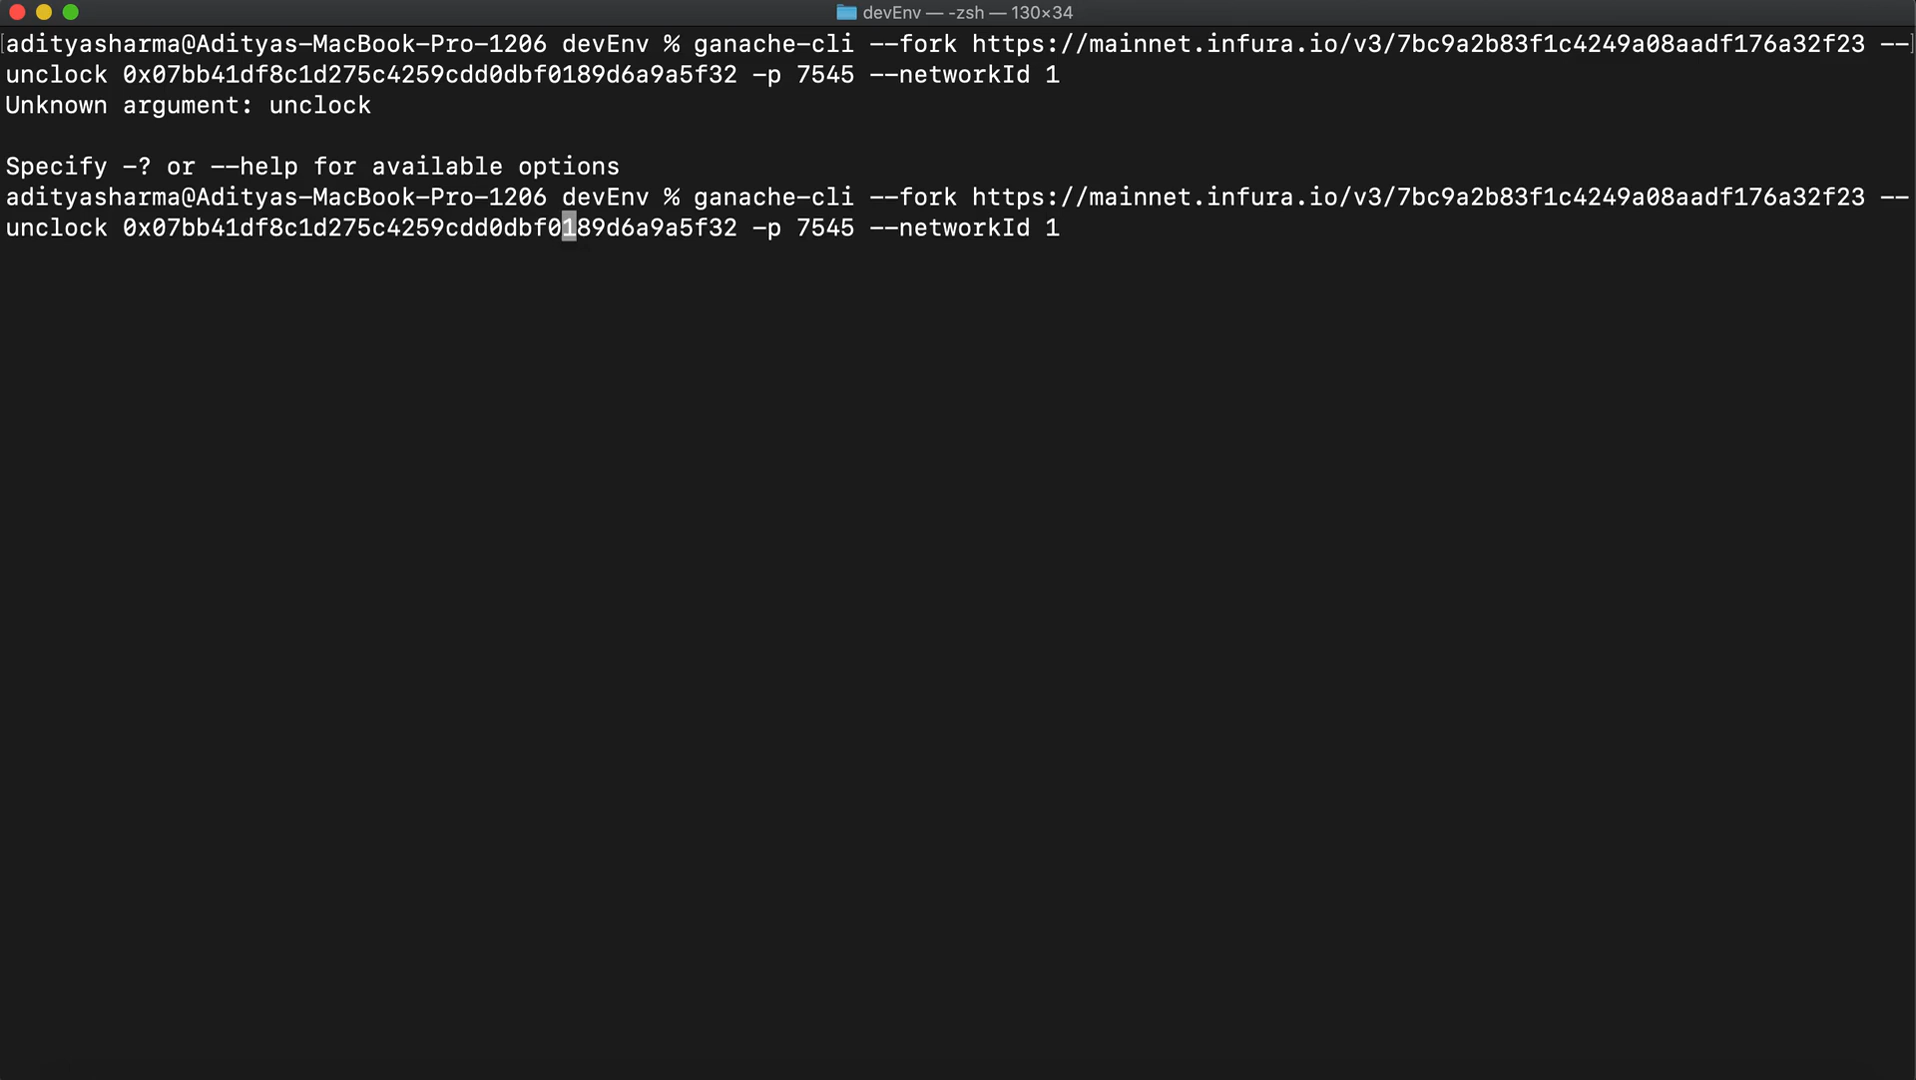 devEnv — -zsh — 130×34
adityasharma@Adityas-MacBook-Pro-1206 devEnv % ganache-cli --fork https://mainnet.infura.io/v3/7bc9a2b83f1c4249a08aadf176a32f23 --
unclock 0x07bb41df8c1d275c4259cdd0dbf0189d6a9a5f32 -p 7545 --networkId 1
Unknown argument: unclock
Specify -? or --help for available options
adityasharma@Adityas-MacBook-Pro-1206 devEnv % ganache-cli --fork https://mainnet.infura.io/v3/7bc9a2b83f1c4249a08aadf176a32f23 --
unclock 0x07bb41df8c1d275c4259cdd0dbf0189d6a9a5f32 -p 7545 --networkId 1